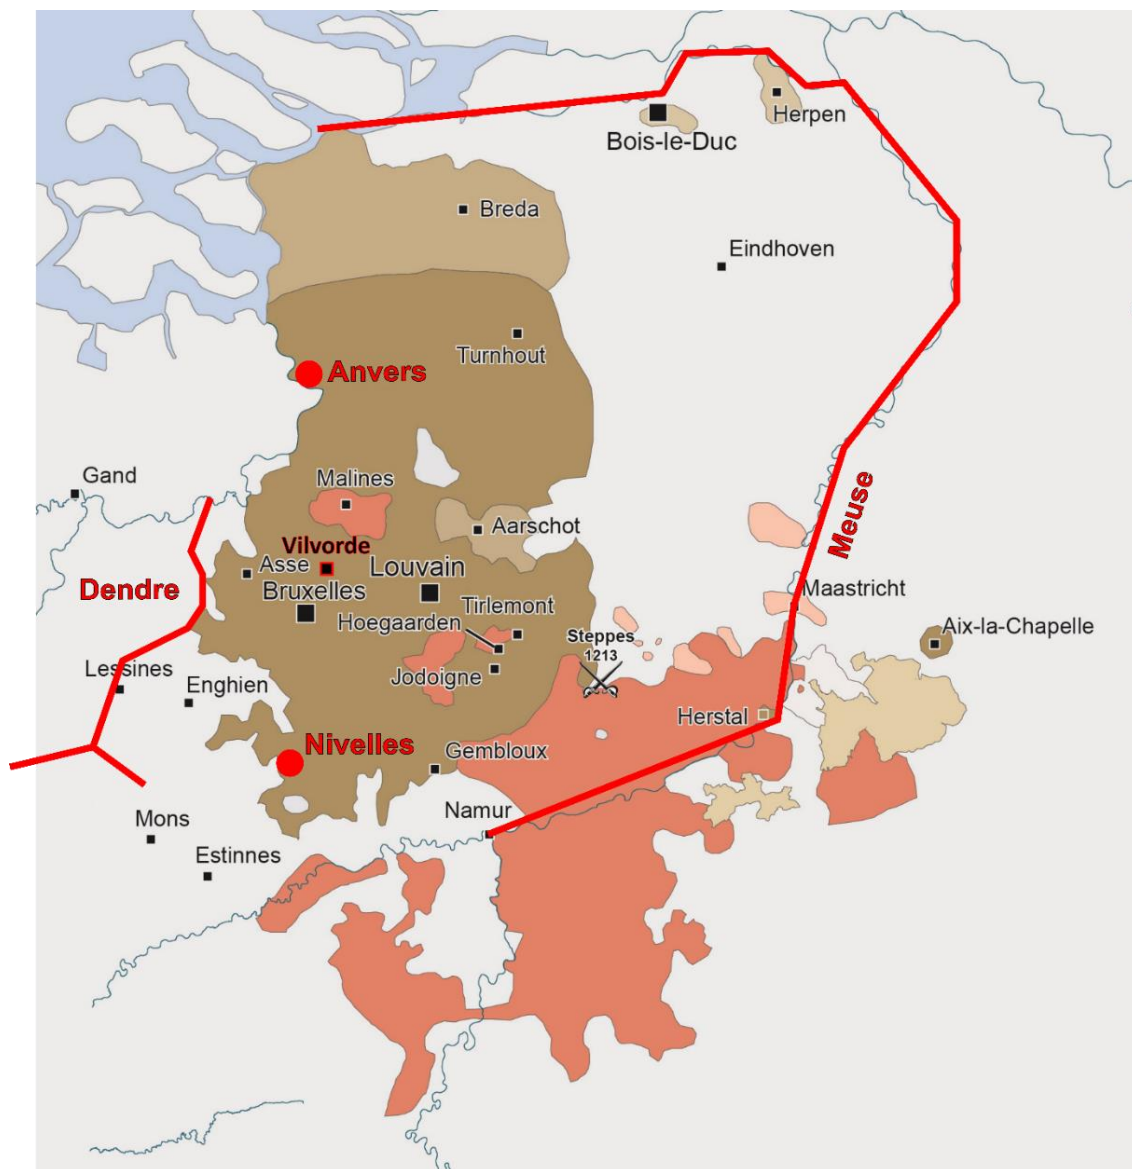 Herpen
Bois-le-Duc
Breda
Eindhoven
Turnhout
Anvers
Gand
Malines
Meuse
Aarschot
Vilvorde
Asse
Louvain
Dendre
Bruxelles
Maastricht
Tirlemont
Hoegaarden
Steppes
1213
Aix-la-Chapelle
Lessines
Enghien
Jodoigne
Herstal
Nivelles
Gembloux
Namur
Mons
Estinnes